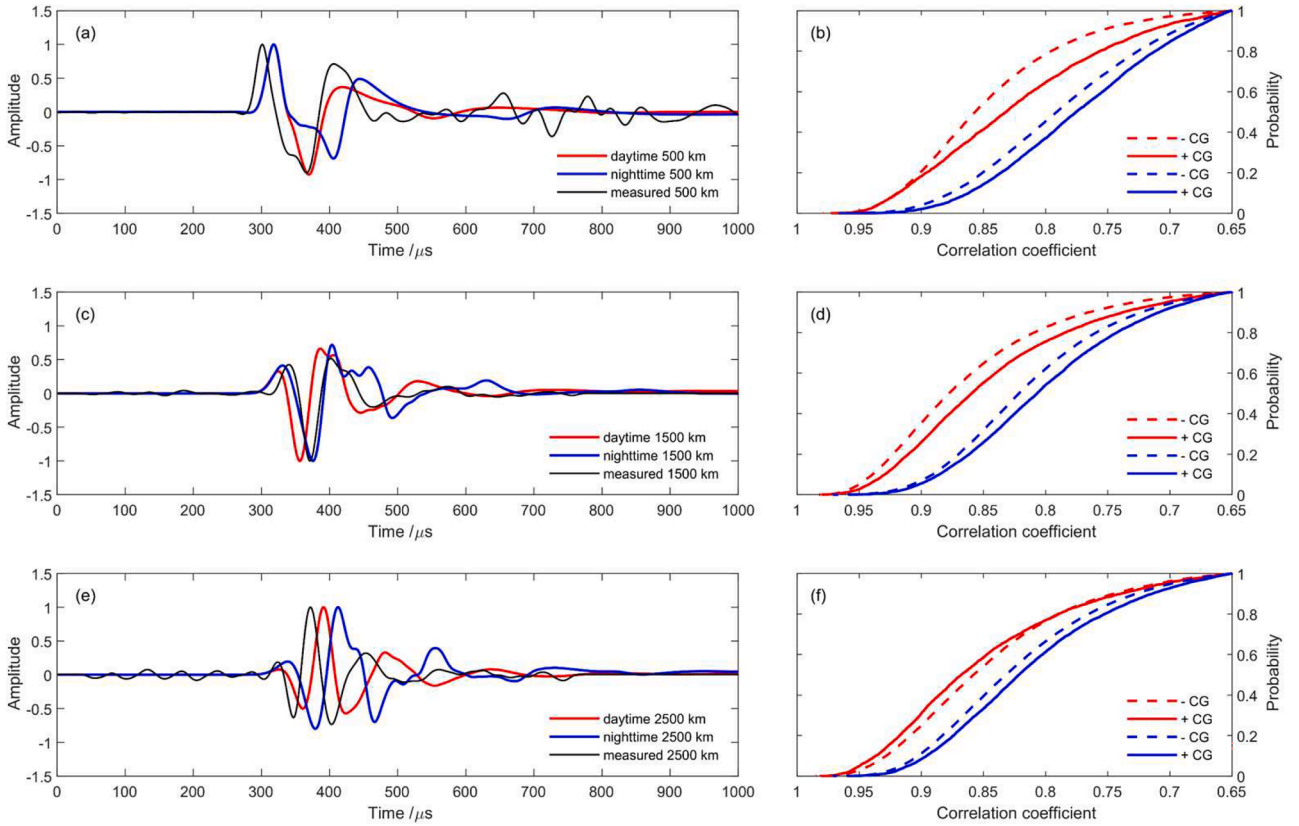 (a)
Amplitude
1.5
1
0.5
0
-0.5
-1
-1.5
0 100 200 300 400 500 600 700 800 900 1000
Time /μs
daytime 500 km
nighttime 500 km
measured 500 km
(b)
1
0.8
0.6
0.4
0.2
0
Probability
- CG
+ CG
- CG
+ CG
1 0.95 0.9 0.85 0.8 0.75 0.7 0.65
Correlation coefficient
(c)
Amplitude
1.5
1
0.5
0
-0.5
-1
-1.5
0 100 200 300 400 500 600 700 800 900 1000
Time /μs
daytime 1500 km
nighttime 1500 km
measured 1500 km
(d)
1
0.8
0.6
0.4
0.2
0
Probability
- CG
+ CG
- CG
+ CG
1 0.95 0.9 0.85 0.8 0.75 0.7 0.65
Correlation coefficient
(e)
Amplitude
1.5
1
0.5
0
-0.5
-1
-1.5
0 100 200 300 400 500 600 700 800 900 1000
Time /μs
daytime 2500 km
nighttime 2500 km
measured 2500 km
(f)
1
0.8
0.6
0.4
0.2
0
Probability
- CG
+ CG
- CG
+ CG
1 0.95 0.9 0.85 0.8 0.75 0.7 0.65
Correlation coefficient